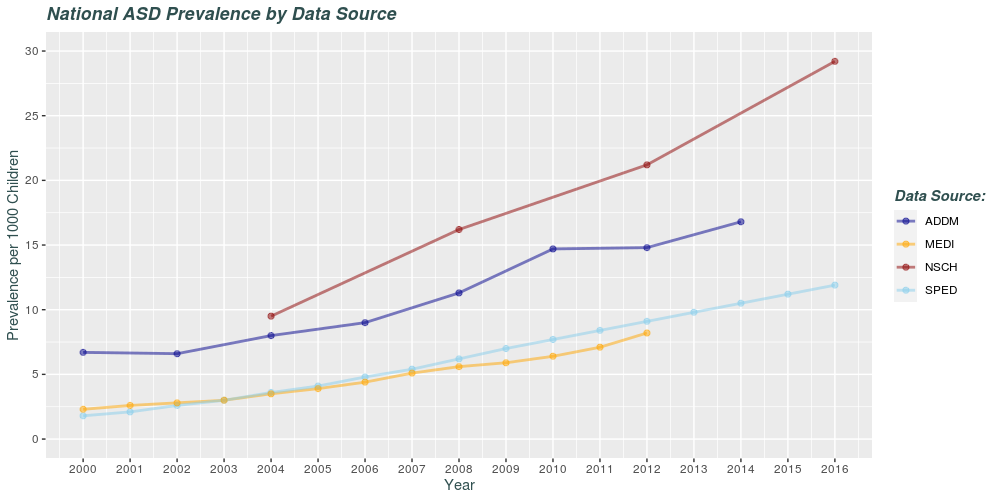 National ASD Prevalence by Data Source
Prevalence per 1000 Children
30
25
20
15
10
5
0
2000 2001 2002 2003 2004 2005 2006 2007 2008 2009 2010 2011 2012 2013 2014 2015 2016
Year
Data Source:
ADDM
MEDI
NSCH
SPED